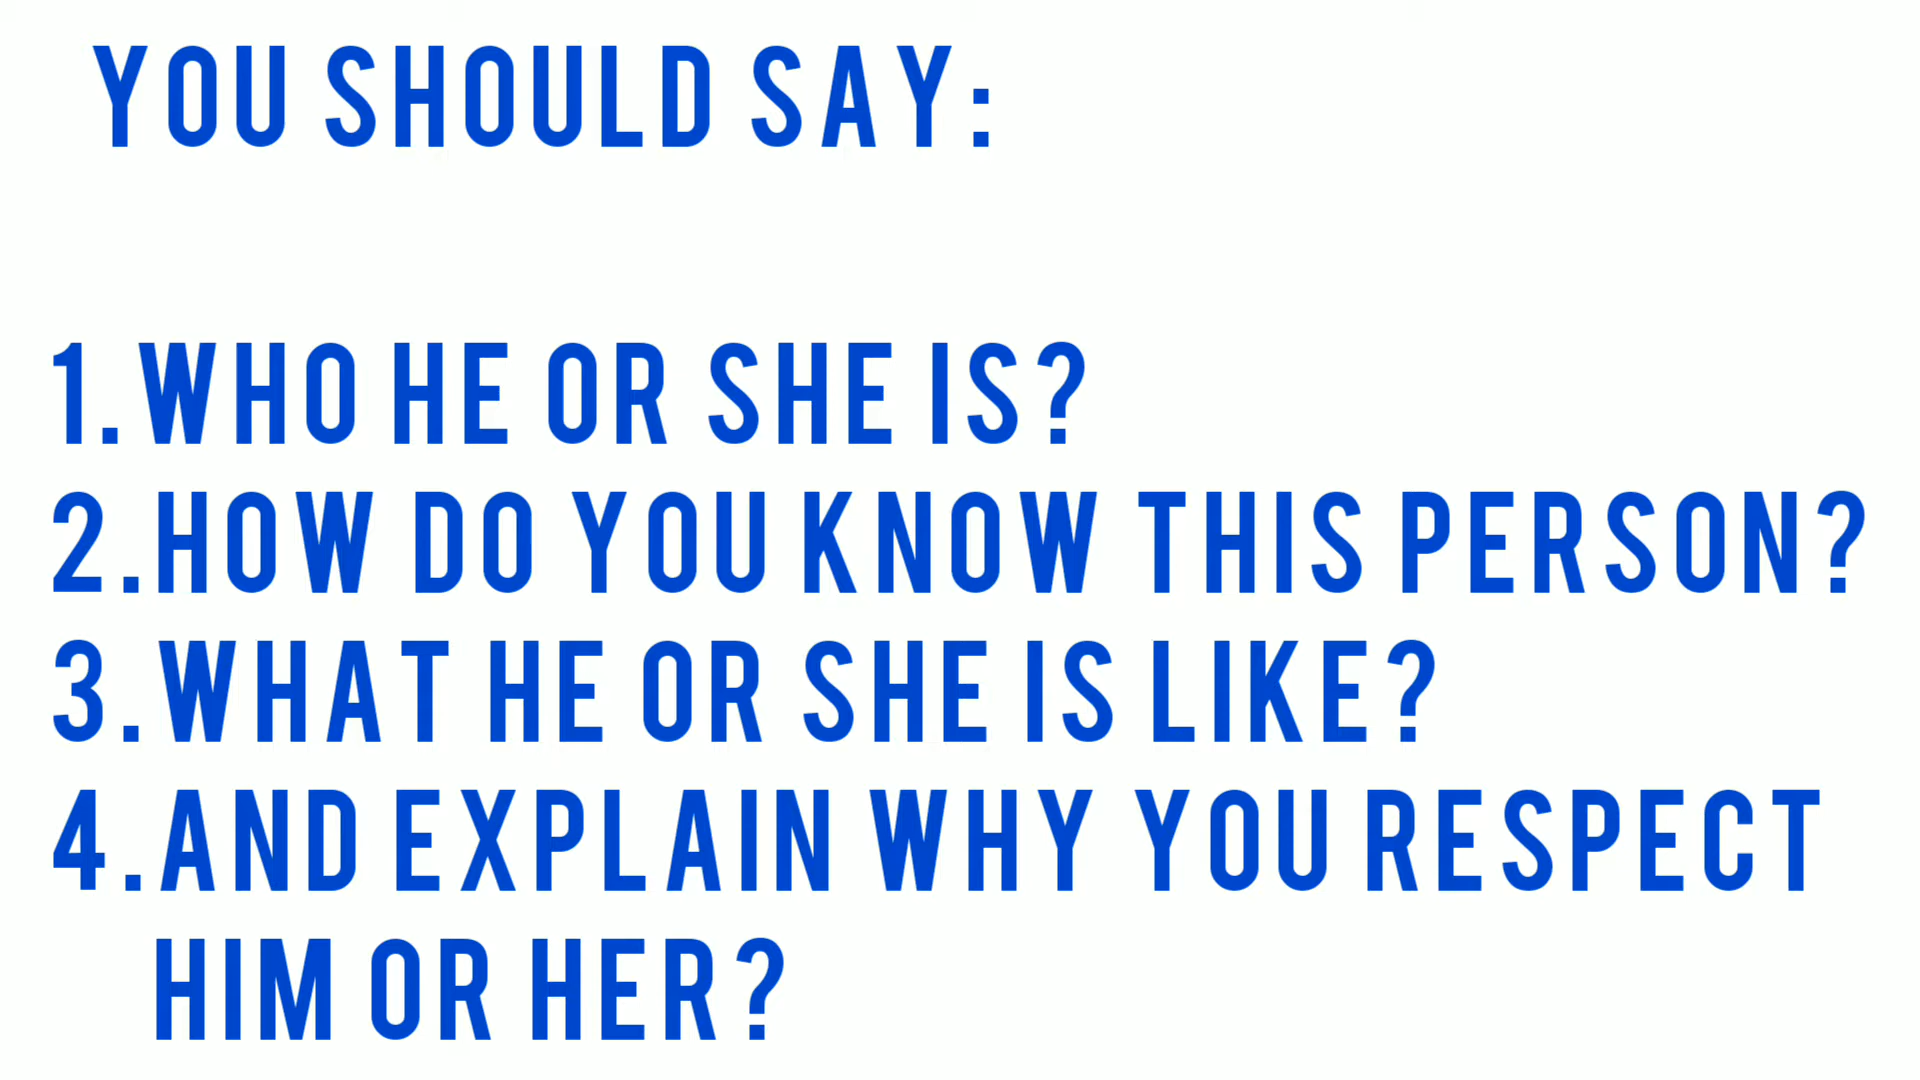 YOU SHOULD SAY:
1.WHO HE OR SHE IS?
2.HOW DO YOU KNOW THIS PERSON?
3.WHAT HE OR SHE IS LIKE?
4.AND EXPLAIN WHY YOU RESPECT
HIM OR HER?